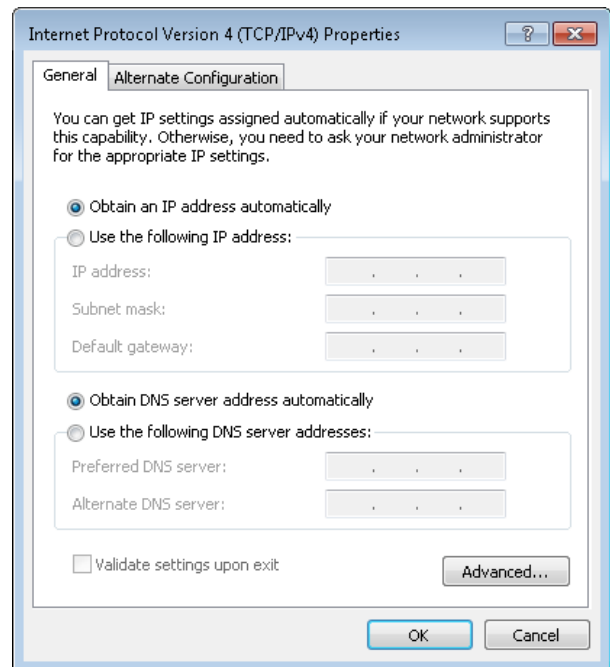 Internet Protocol Version 4 (TCP/IPv4) Properties
?
General
Alternate Configuration
You can get IP settings assigned automatically if your network supports
this capability. Otherwise, you need to ask your network administrator
for the appropriate IP settings.
Obtain an IP address automatically
Use the following IP address:
IP address:
. . .
Subnet mask:
. . .
Default gateway:
. . .
Obtain DNS server address automatically
Use the following DNS server addresses:
Preferred DNS server:
. . .
Alternate DNS server:
. . .
Validate settings upon exit
Advanced...
OK
Cancel